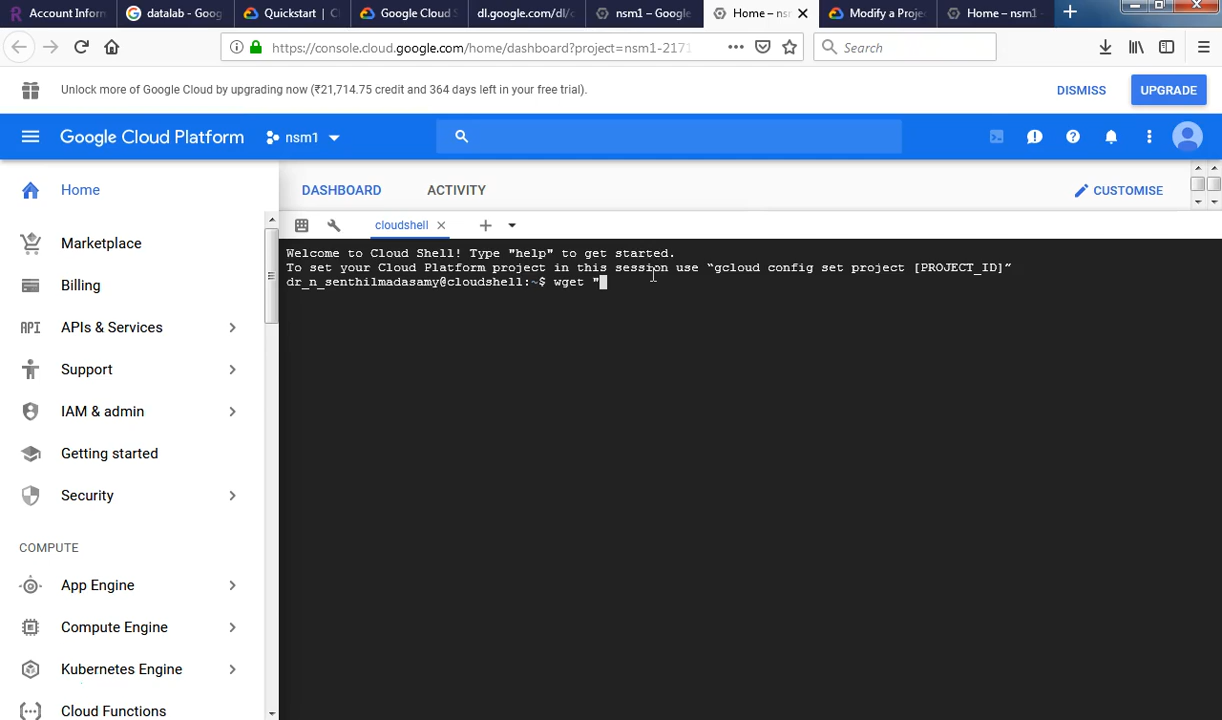 Account Inform
datalab - Goog
Quickstart | Cl
Google Cloud S
dl.google.com/dl/c
nsm1 – Google
Home – nsm
Modify a Proje
Home – nsm1
https://console.cloud.google.com/home/dashboard?project=nsm1-2171
Search
Unlock more of Google Cloud by upgrading now (₹21,714.75 credit and 364 days left in your free trial).
DISMISS
UPGRADE
Google Cloud Platform
nsm1
Home
DASHBOARD
ACTIVITY
CUSTOMISE
cloudshell
Marketplace
Billing
API APIs & Services
Support
IAM & admin
Getting started
Security
COMPUTE
App Engine
Compute Engine
Kubernetes Engine
Cloud Functions
Welcome to Cloud Shell! Type "help" to get started.
To set your Cloud Platform project in this session use “gcloud config set project [PROJECT_ID]”
dr_n_senthilmadasamy@cloudshell:~$ wget "